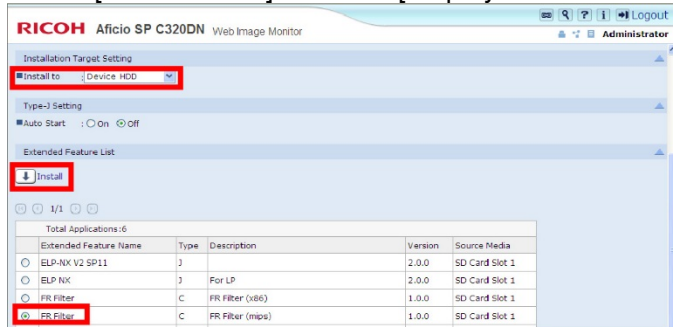 RICOH Aficio SP C320DN Web Image Monitor
? i Logout
Administrator
Installation Target Setting
Install to : Device HDD
Type-J Setting
Auto Start : On Off
Extended Feature List
Install
1/1
Total Applications:6
Extended Feature Name Type Description Version Source Media
ELP-NX V2 SP11 J 2.0.0 SD Card Slot 1
ELP NX J For LP 2.0.0 SD Card Slot 1
FR Filter C FR Filter (x86) 1.0.0 SD Card Slot 1
FR Filter C FR Filter (mips) 1.0.0 SD Card Slot 1